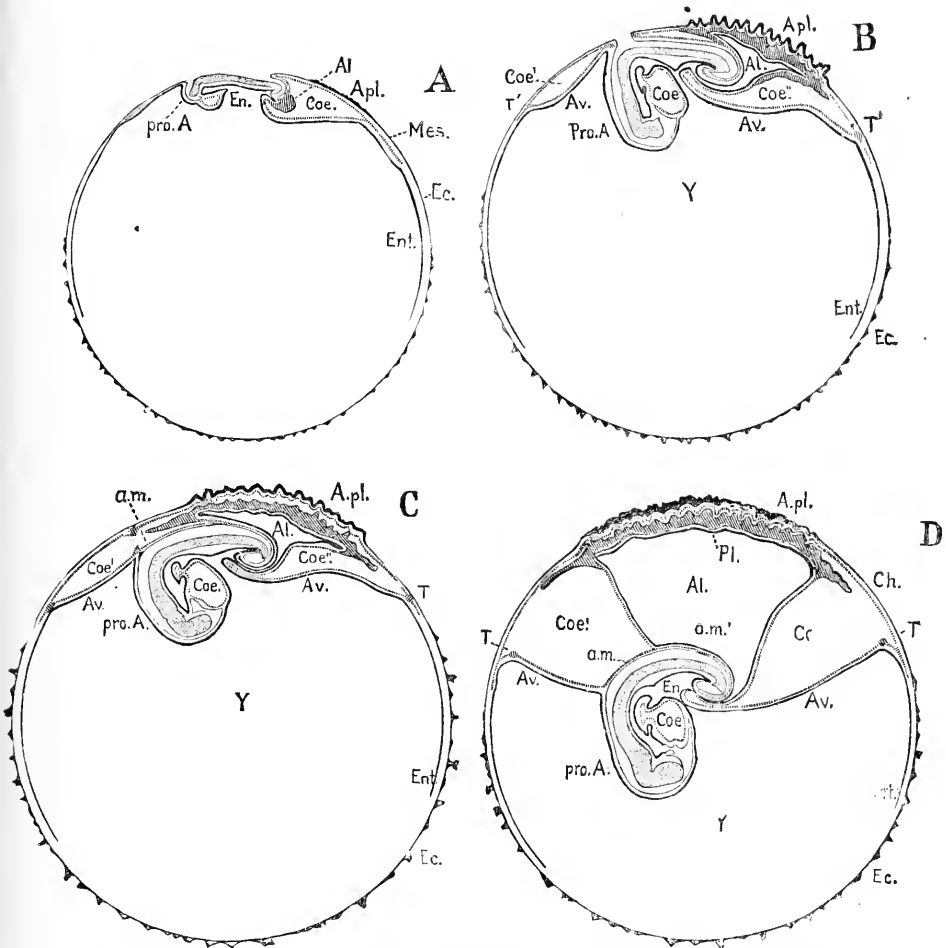 A
Al
Apl.
pro.A
En.
Coe.
Mes.
Ec.
Ent.
B
Apl.
Coe!
T'
Av.
Pro.A
Coe
Al.
Coe".
Av.
T'
Y
Ent.
Ec.
C
a.m.
A.pl.
Coe!
Al.
Coe".
Coe.
Av.
Av.
T
pro.A.
Y
Ent.
Ec.
D
A.pl.
Pl.
Al.
Ch.
Coe!
a.m.'
T
a.m.
T
Av.
En
Coe
Av.
pro.A.
Y
Ec.